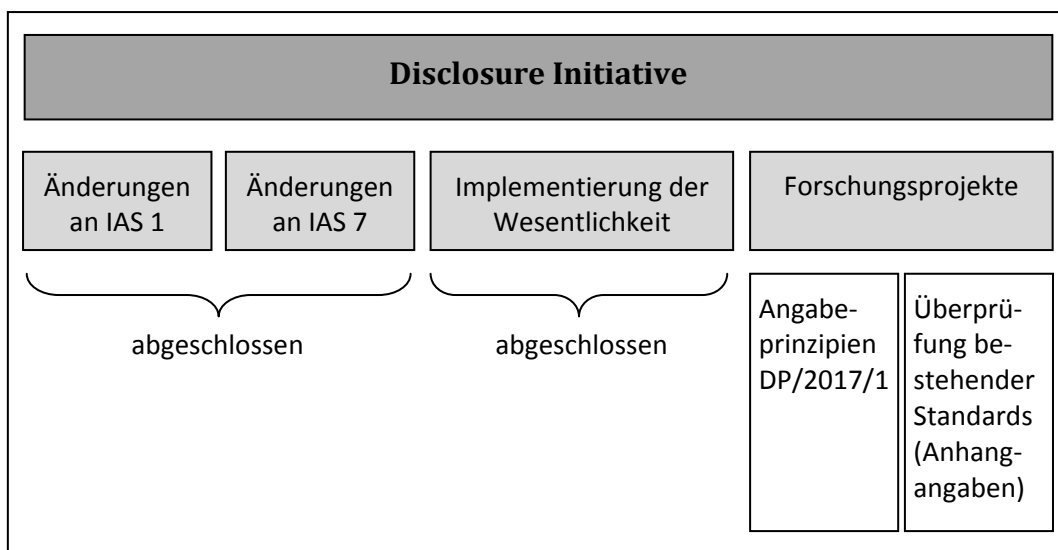 Disclosure Initiative
Änderungen
an IAS 1
Änderungen
an IAS 7
Implementierung der
Wesentlichkeit
Forschungsprojekte
abgeschlossen
abgeschlossen
Angabe-
prinzipien
DP/2017/1
Überprü-
fung be-
stehender
Standards
(Anhang-
angaben)